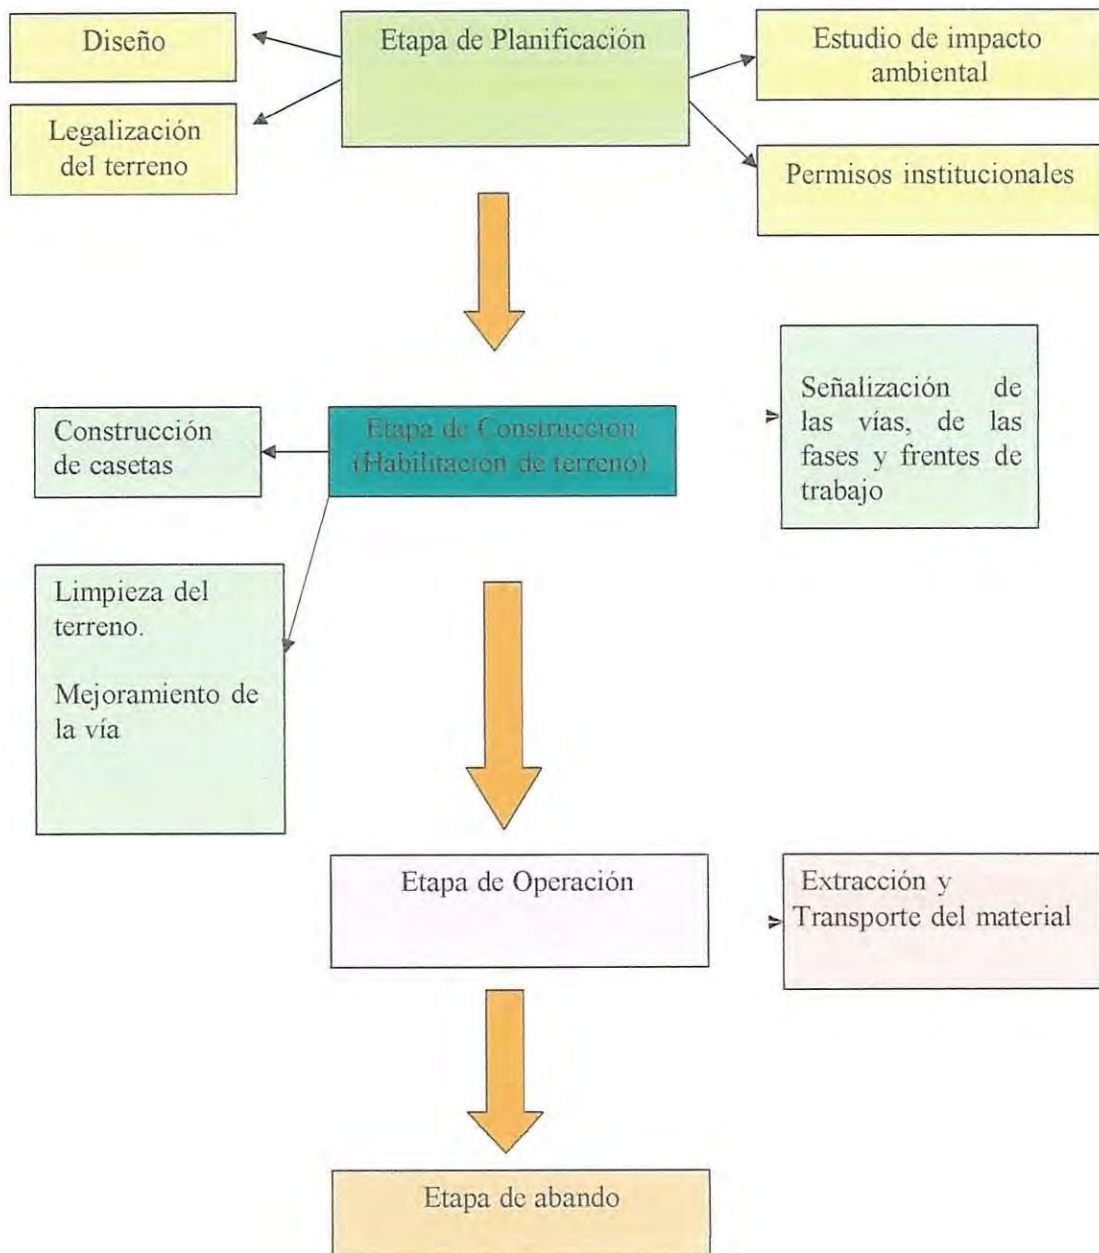 Diseño
Etapa de Planificación
Estudio de impacto
ambiental
Legalización
del terreno
Permisos institucionales
Construcción
de casetas
Etapa de Construcción
(Habilitación de terreno)
Señalización de
las vías, de las
fases y frentes de
trabajo
Limpieza del
terreno.
Mejoramiento de
la vía
Etapa de Operación
Extracción y
Transporte del material
Etapa de abando